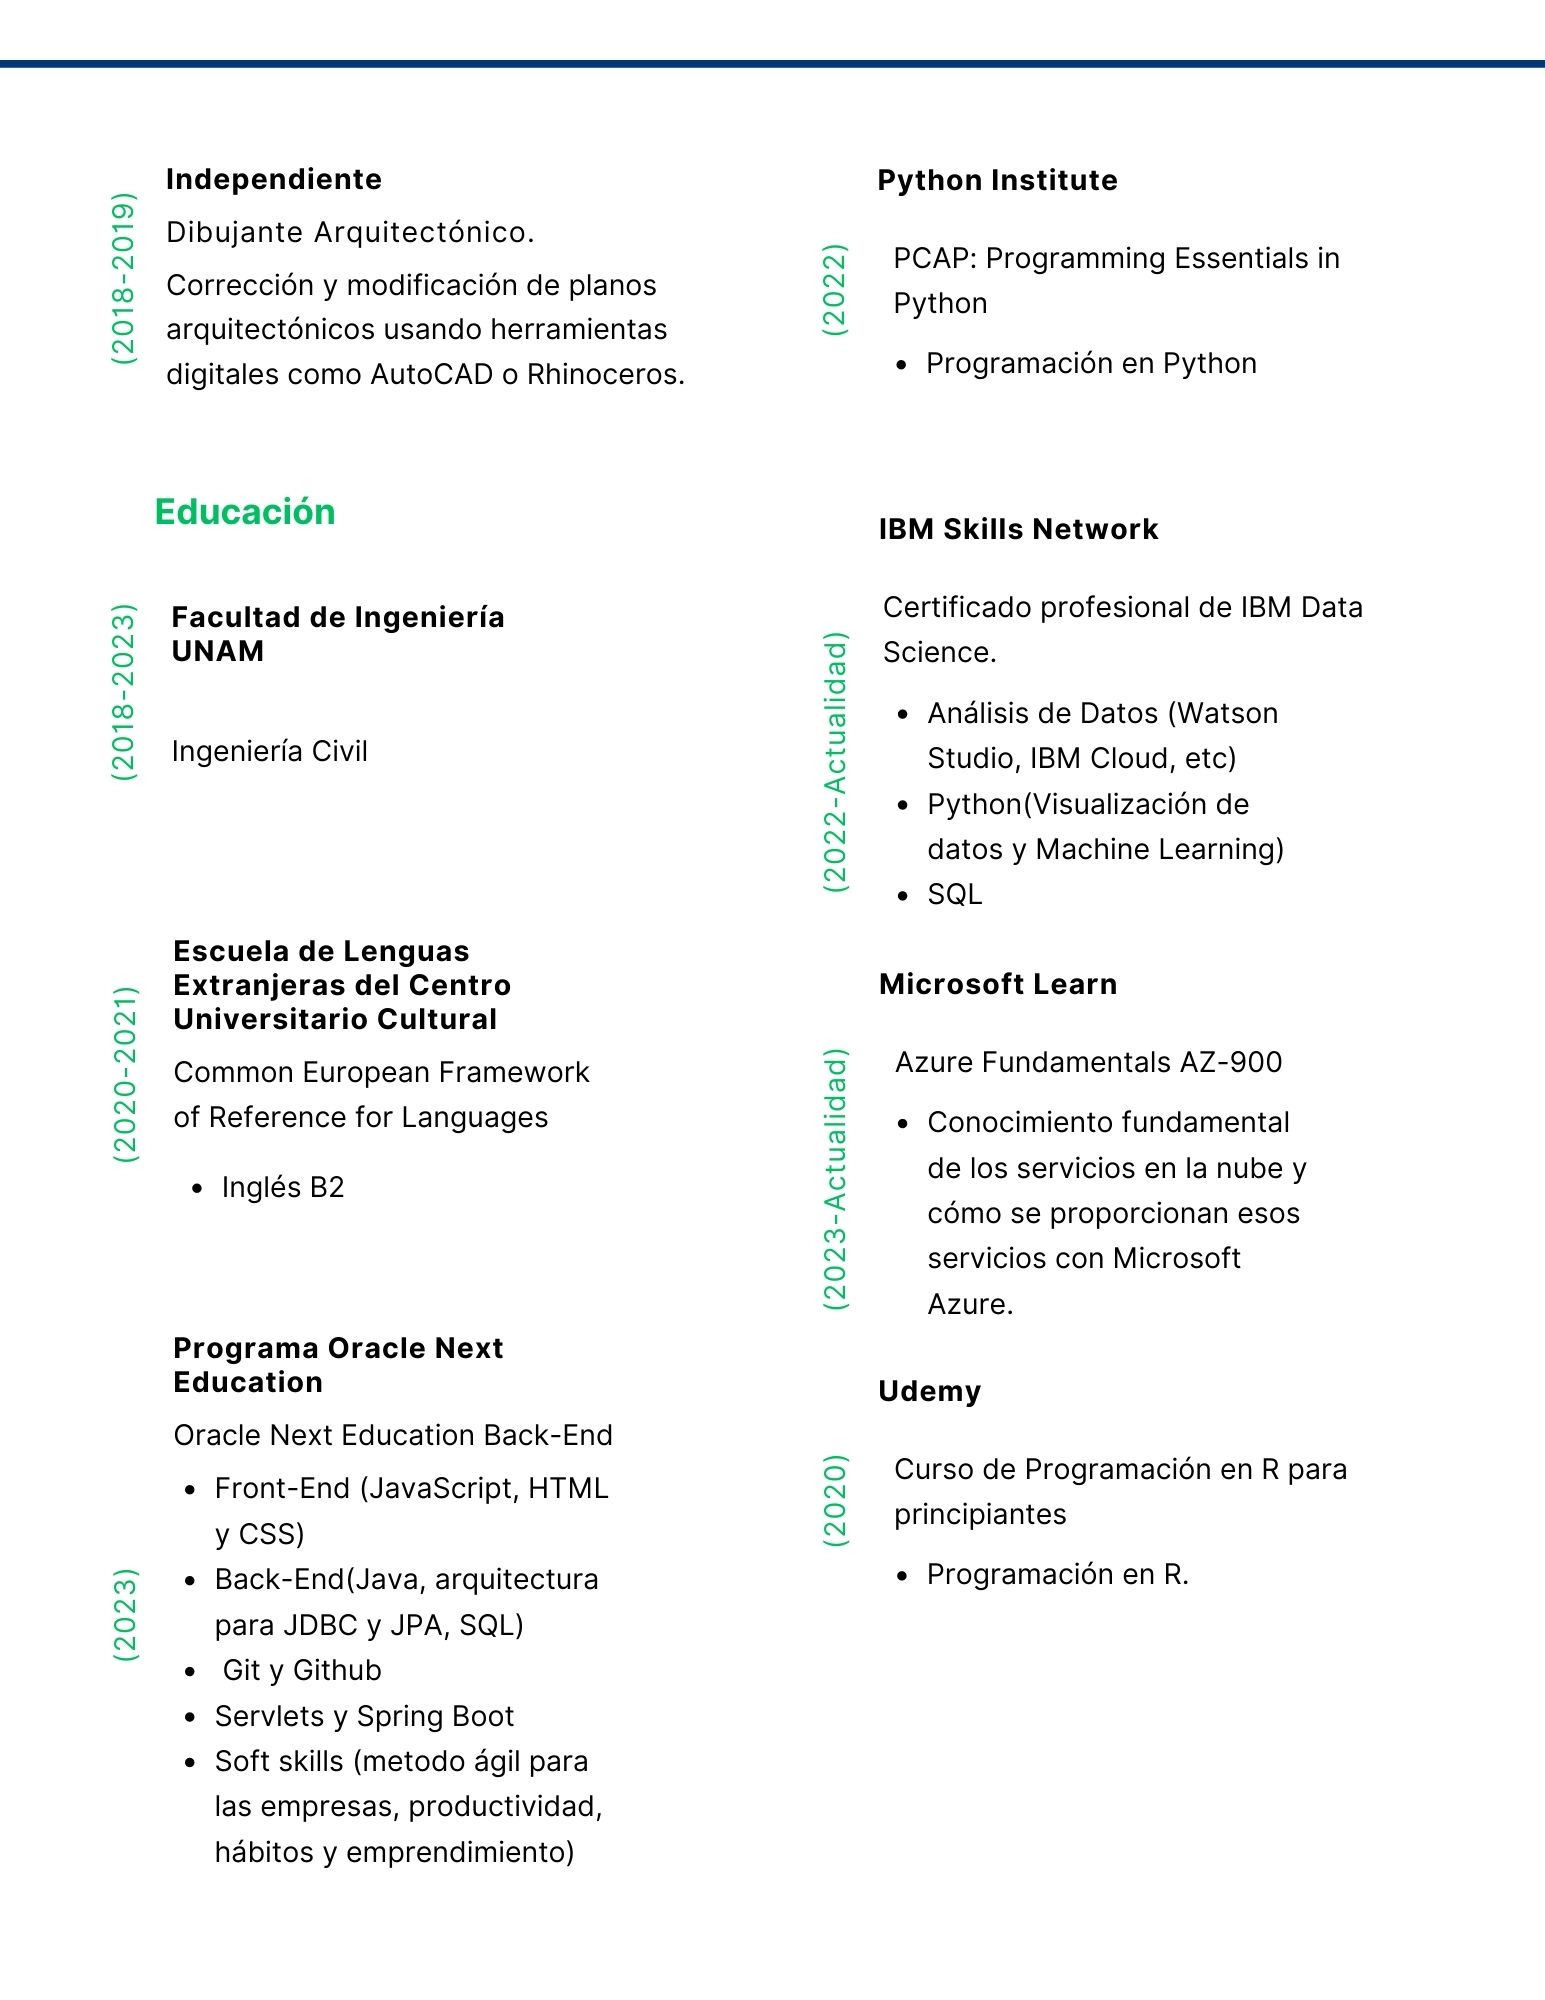 Independiente
(2018-2019)
Dibujante Arquitectónico.
Corrección y modificación de planos
arquitectónicos usando herramientas
digitales como AutoCAD o Rhinoceros.
Educación
(2018-2023)
Facultad de Ingeniería
UNAM
Ingeniería Civil
Escuela de Lenguas
Extranjeras del Centro
Universitario Cultural
(2020-2021)
Common European Framework
of Reference for Languages
• Inglés B2
Programa Oracle Next
Education
Oracle Next Education Back-End
(2023)
• Front-End (JavaScript, HTML
y CSS)
• Back-End(Java, arquitectura
para JDBC y JPA, SQL)
• Git y Github
• Servlets y Spring Boot
• Soft skills (metodo ágil para
las empresas, productividad,
hábitos y emprendimiento)
Python Institute
(2022)
PCAP: Programming Essentials in
Python
• Programación en Python
IBM Skills Network
(2022-Actualidad)
Certificado profesional de IBM Data
Science.
• Análisis de Datos (Watson
Studio, IBM Cloud, etc)
• Python(Visualización de
datos y Machine Learning)
• SQL
Microsoft Learn
(2023-Actualidad)
Azure Fundamentals AZ-900
• Conocimiento fundamental
de los servicios en la nube y
cómo se proporcionan esos
servicios con Microsoft
Azure.
Udemy
(2020)
Curso de Programación en R para
principiantes
• Programación en R.